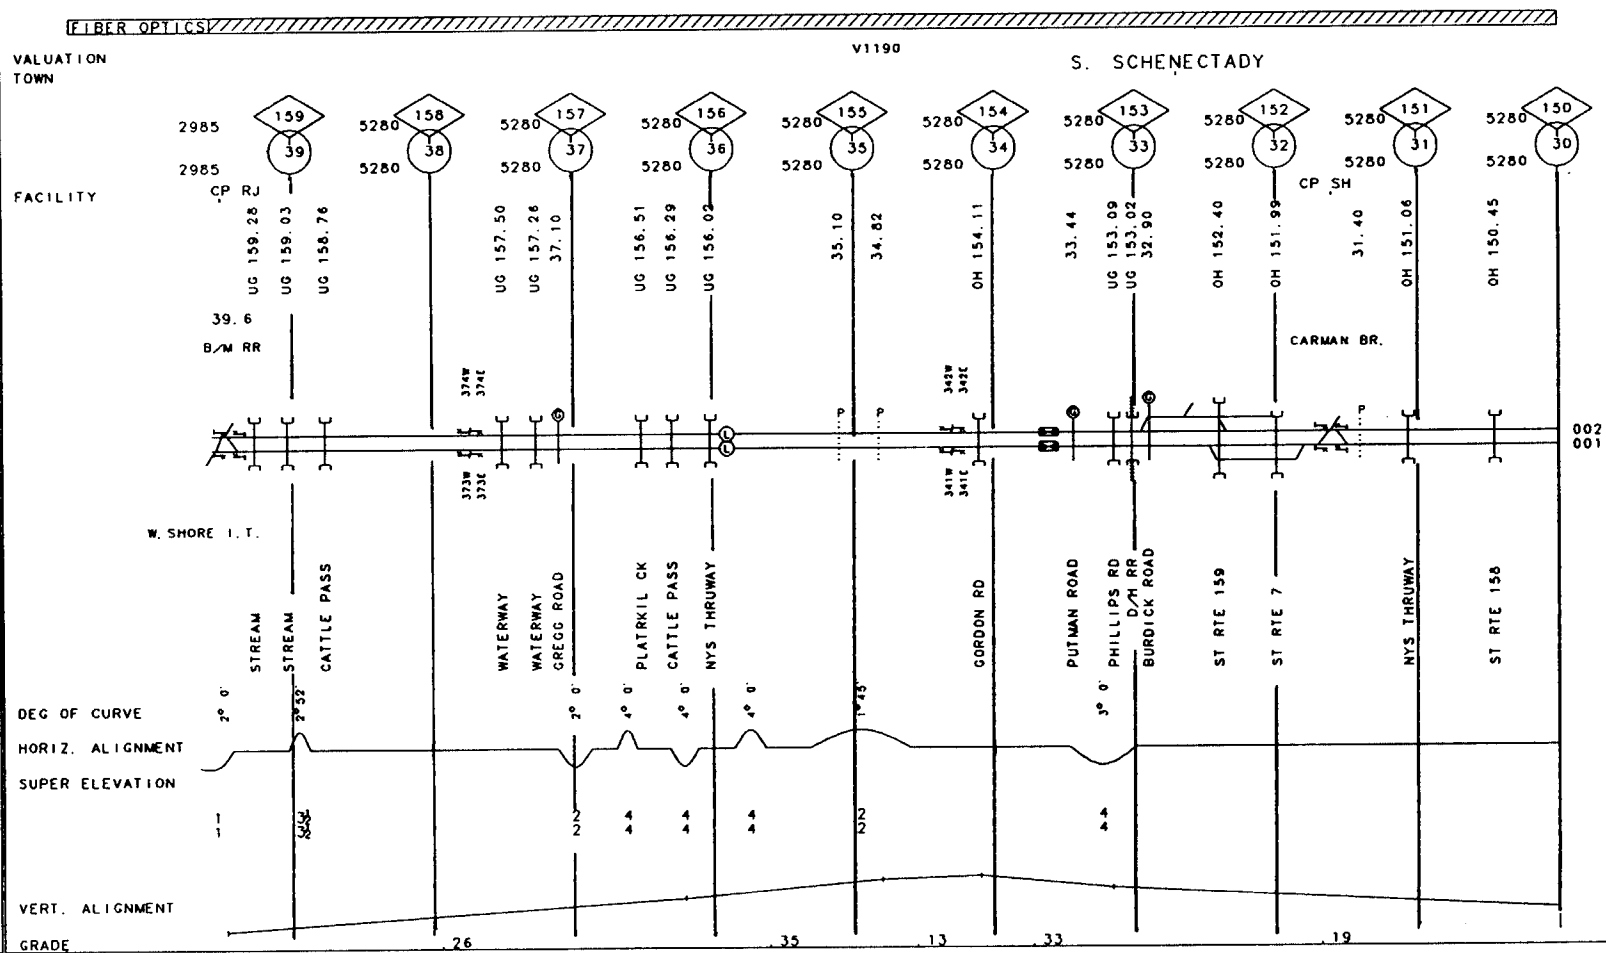 FIBER OPTICS
VALUATION
V1190
TOWN
S. SCHENECTADY
159 158 157 156 155 154 153 152 151 150
2985 5280 5280 5280 5280 5280 5280 5280 5280 5280
39 38 37 36 35 34 33 32 31 30
2985 5280 5280 5280 5280 5280 5280 5280 5280 5280
FACILITY
CP RJ
CP SH
UG 159.28
UG 159.03
UG 158.76
UG 157.50
UG 157.26
37.10
UG 156.51
UG 156.29
UG 156.02
35.10
34.82
OH 154.11
33.44
UG 153.09
UG 153.02
32.90
OH 152.40
OH 151.99
31.40
OH 151.06
OH 150.45
39.6
B/M RR
CARMAN BR.
374W
374E
342W
342E
G
G
G
P P
P
L
L
002
001
373W
373E
341W
341E
W. SHORE I.T.
STREAM
STREAM
CATTLE PASS
WATERWAY
WATERWAY
GREGG ROAD
PLATRKIL CK
CATTLE PASS
NYS THRUWAY
GORDON RD
PUTMAN ROAD
PHILLIPS RD
D/H RR
BURDICK ROAD
ST RTE 159
ST RTE 7
NYS THRUWAY
ST RTE 158
DEG OF CURVE
2° 0'
2° 52'
2° 0'
4° 0'
4° 0'
4° 0'
1° 45'
3° 0'
HORIZ. ALIGNMENT
SUPER ELEVATION
1 2 4 4 4 2 4
1 2 4 4 4 2 4
VERT. ALIGNMENT
GRADE
.26 .35 .13 .33 .19